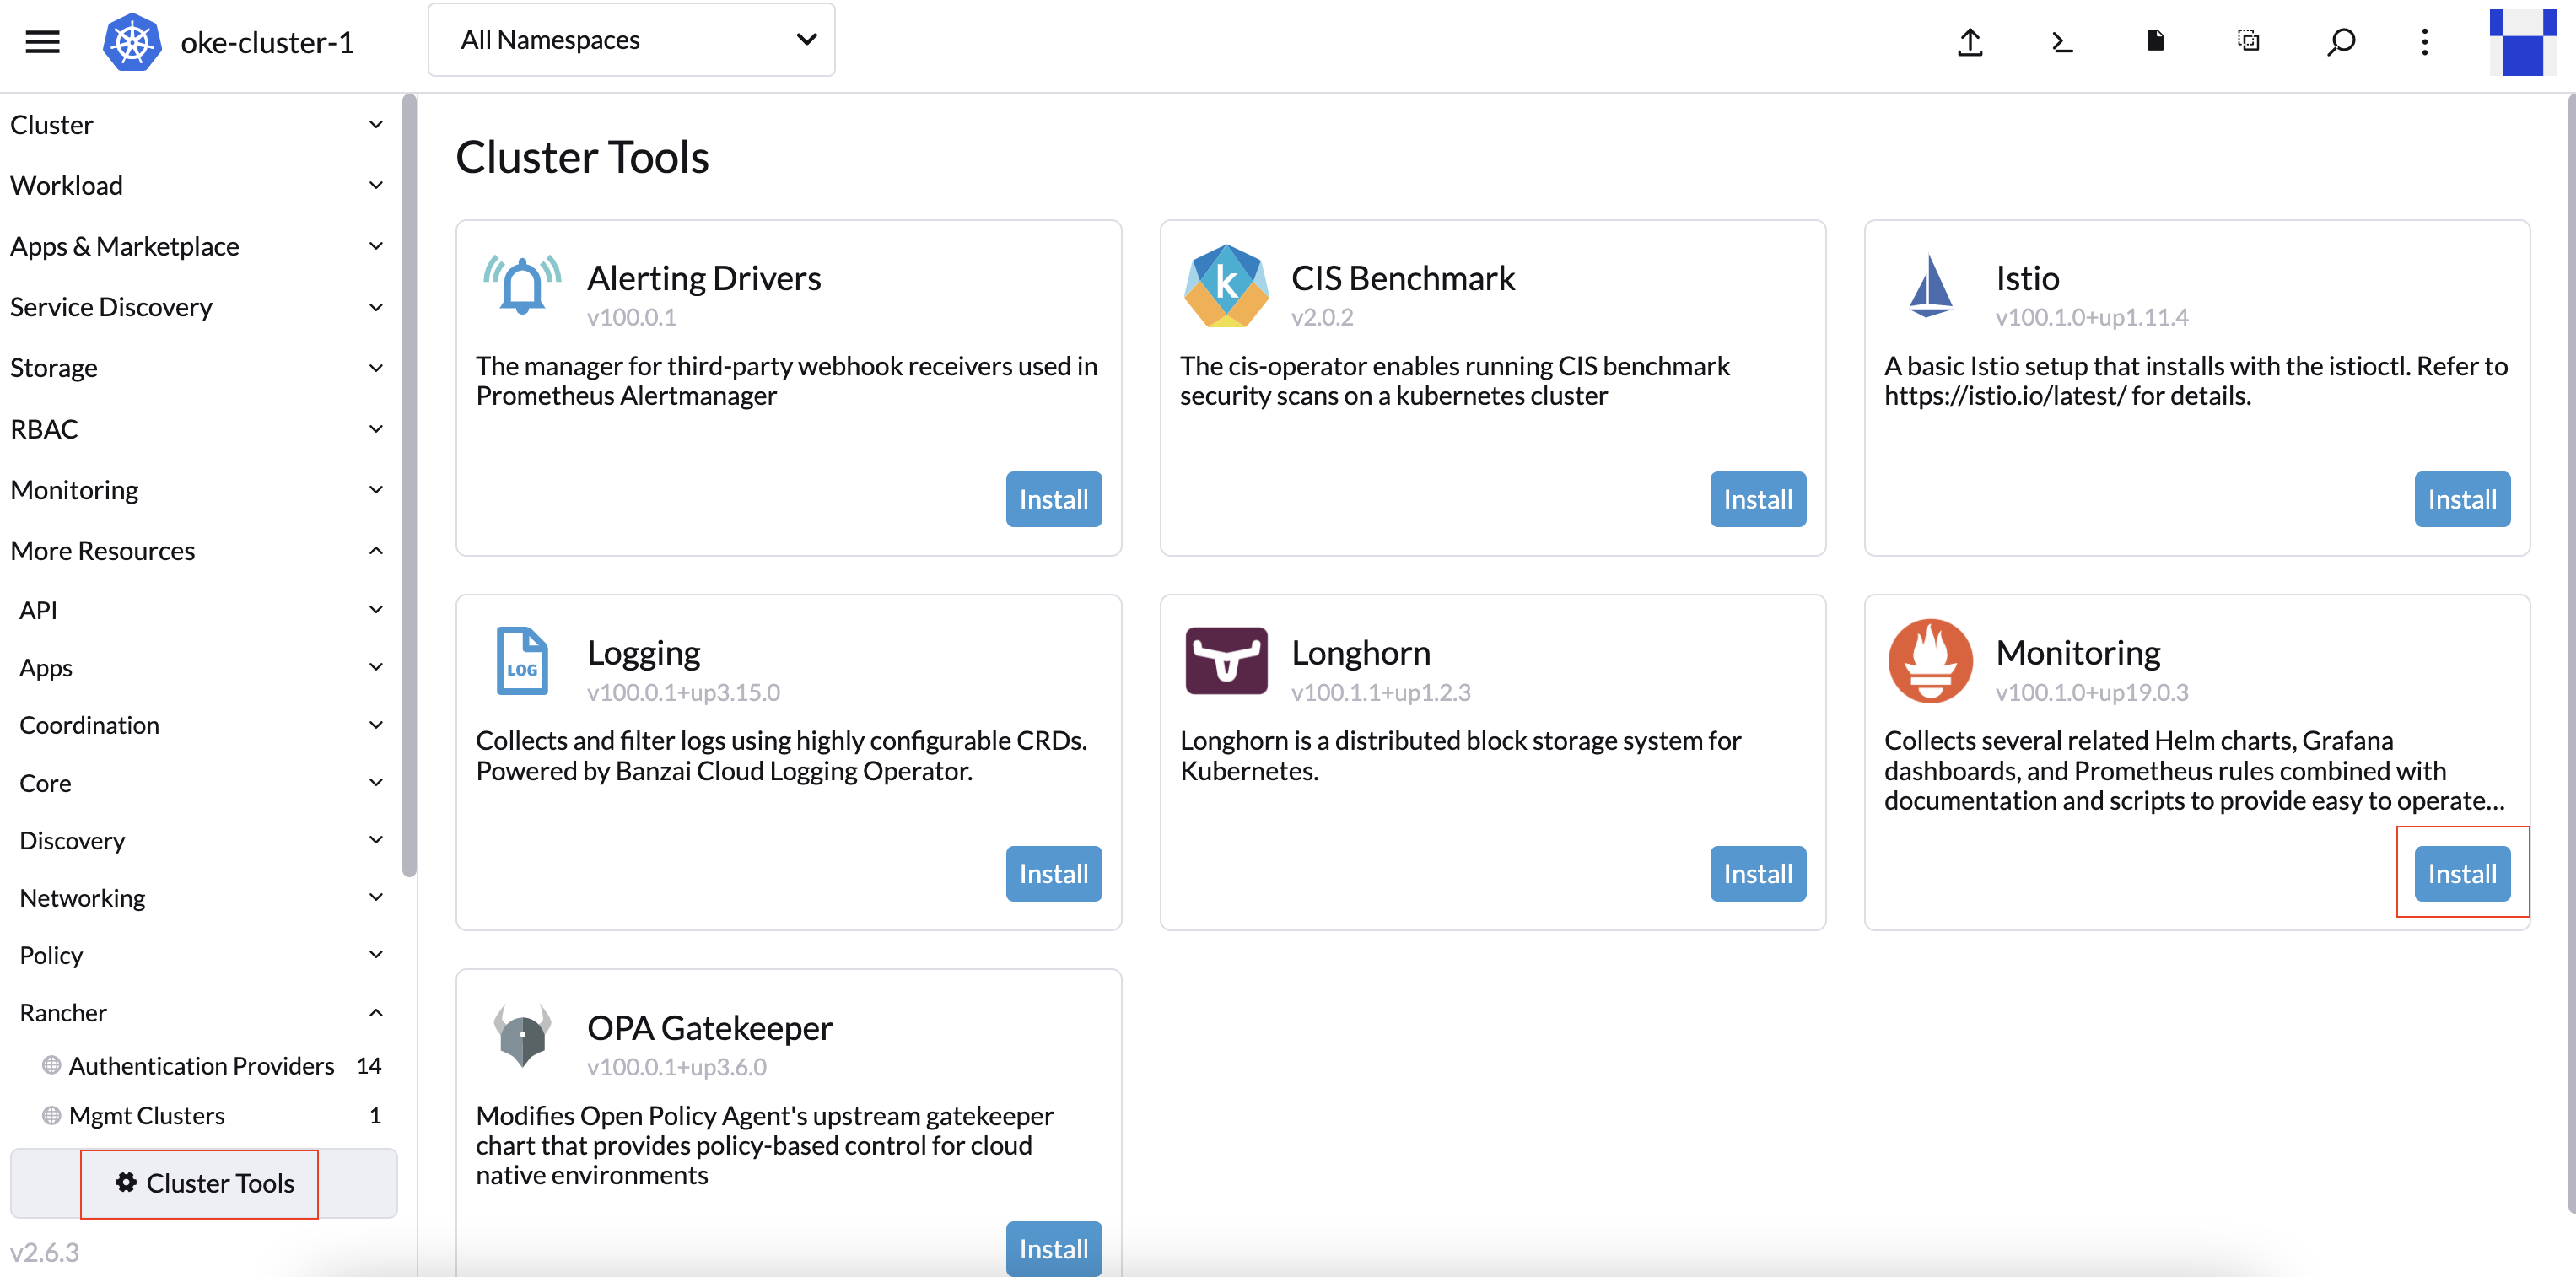 oke-cluster-1
All Namespaces
Cluster
Workload
Apps & Marketplace
Service Discovery
Storage
RBAC
Monitoring
More Resources
API
Apps
Coordination
Core
Discovery
Networking
Policy
Rancher
Authentication Providers 14
Mgmt Clusters 1
Cluster Tools
v2.6.3
Cluster Tools
Alerting Drivers
v100.0.1
The manager for third-party webhook receivers used in
Prometheus Alertmanager
Install
k
CIS Benchmark
v2.0.2
The cis-operator enables running CIS benchmark
security scans on a kubernetes cluster
Install
Istio
v100.1.0+up1.11.4
A basic Istio setup that installs with the istioctl. Refer to
https://istio.io/latest/ for details.
Install
LOG
Logging
v100.0.1+up3.15.0
Collects and filter logs using highly configurable CRDs.
Powered by Banzai Cloud Logging Operator.
Install
Longhorn
v100.1.1+up1.2.3
Longhorn is a distributed block storage system for
Kubernetes.
Install
Monitoring
v100.1.0+up19.0.3
Collects several related Helm charts, Grafana
dashboards, and Prometheus rules combined with
documentation and scripts to provide easy to operate...
Install
OPA Gatekeeper
v100.0.1+up3.6.0
Modifies Open Policy Agent's upstream gatekeeper
chart that provides policy-based control for cloud
native environments
Install